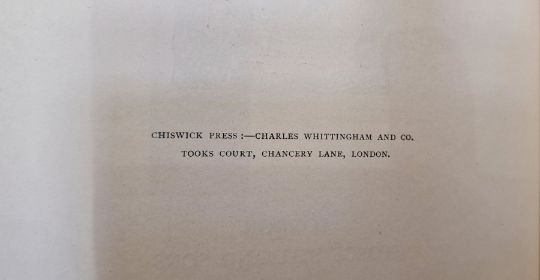 CHISWICK PRESS:—CHARLES WHITTINGHAM AND CO.
TOOKS COURT, CHANCERY LANE, LONDON.